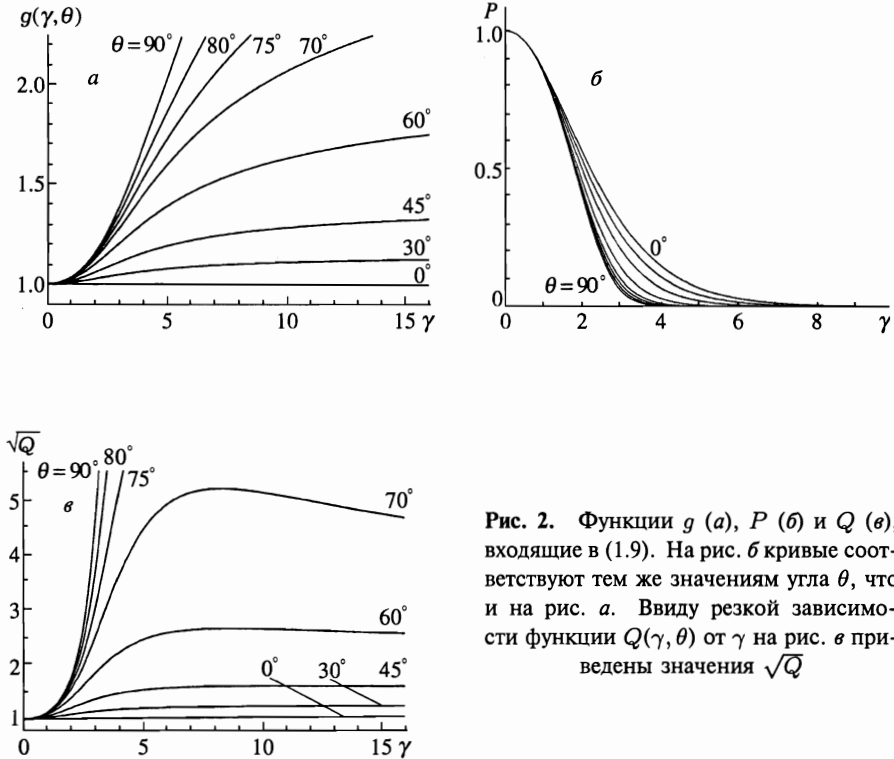 g(γ,θ)
θ = 90°
80°
75°
70°
а
2.0
60°
1.5
45°
30°
0°
1.0
0
5
10
15 γ
P
1.0
б
0.5
0°
θ = 90°
0
0
2
4
6
8
γ
√Q
θ = 90°
80°
75°
в
5
70°
4
3
60°
2
0°
30°
45°
1
0
5
10
15 γ
Рис. 2. Функции g (а), P (б) и Q (в),
входящие в (1.9). На рис. б кривые соот-
ветствуют тем же значениям угла θ, что
и на рис. а. Ввиду резкой зависимо-
сти функции Q(γ, θ) от γ на рис. в при-
ведены значения √Q